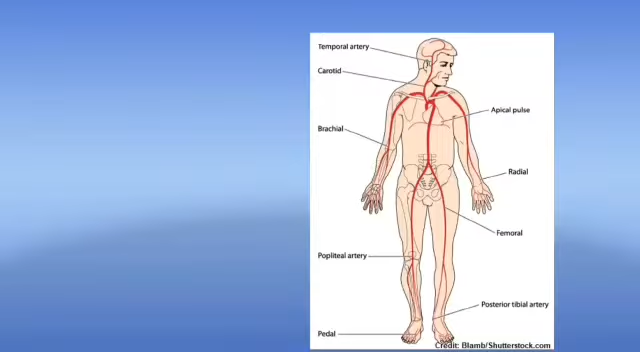 Temporal artery
Carotid
Apical pulse
Brachial
Radial
Femoral
Popliteal artery
Posterior tibial artery
Pedal
Credit: Blamb/Shutterstock.com